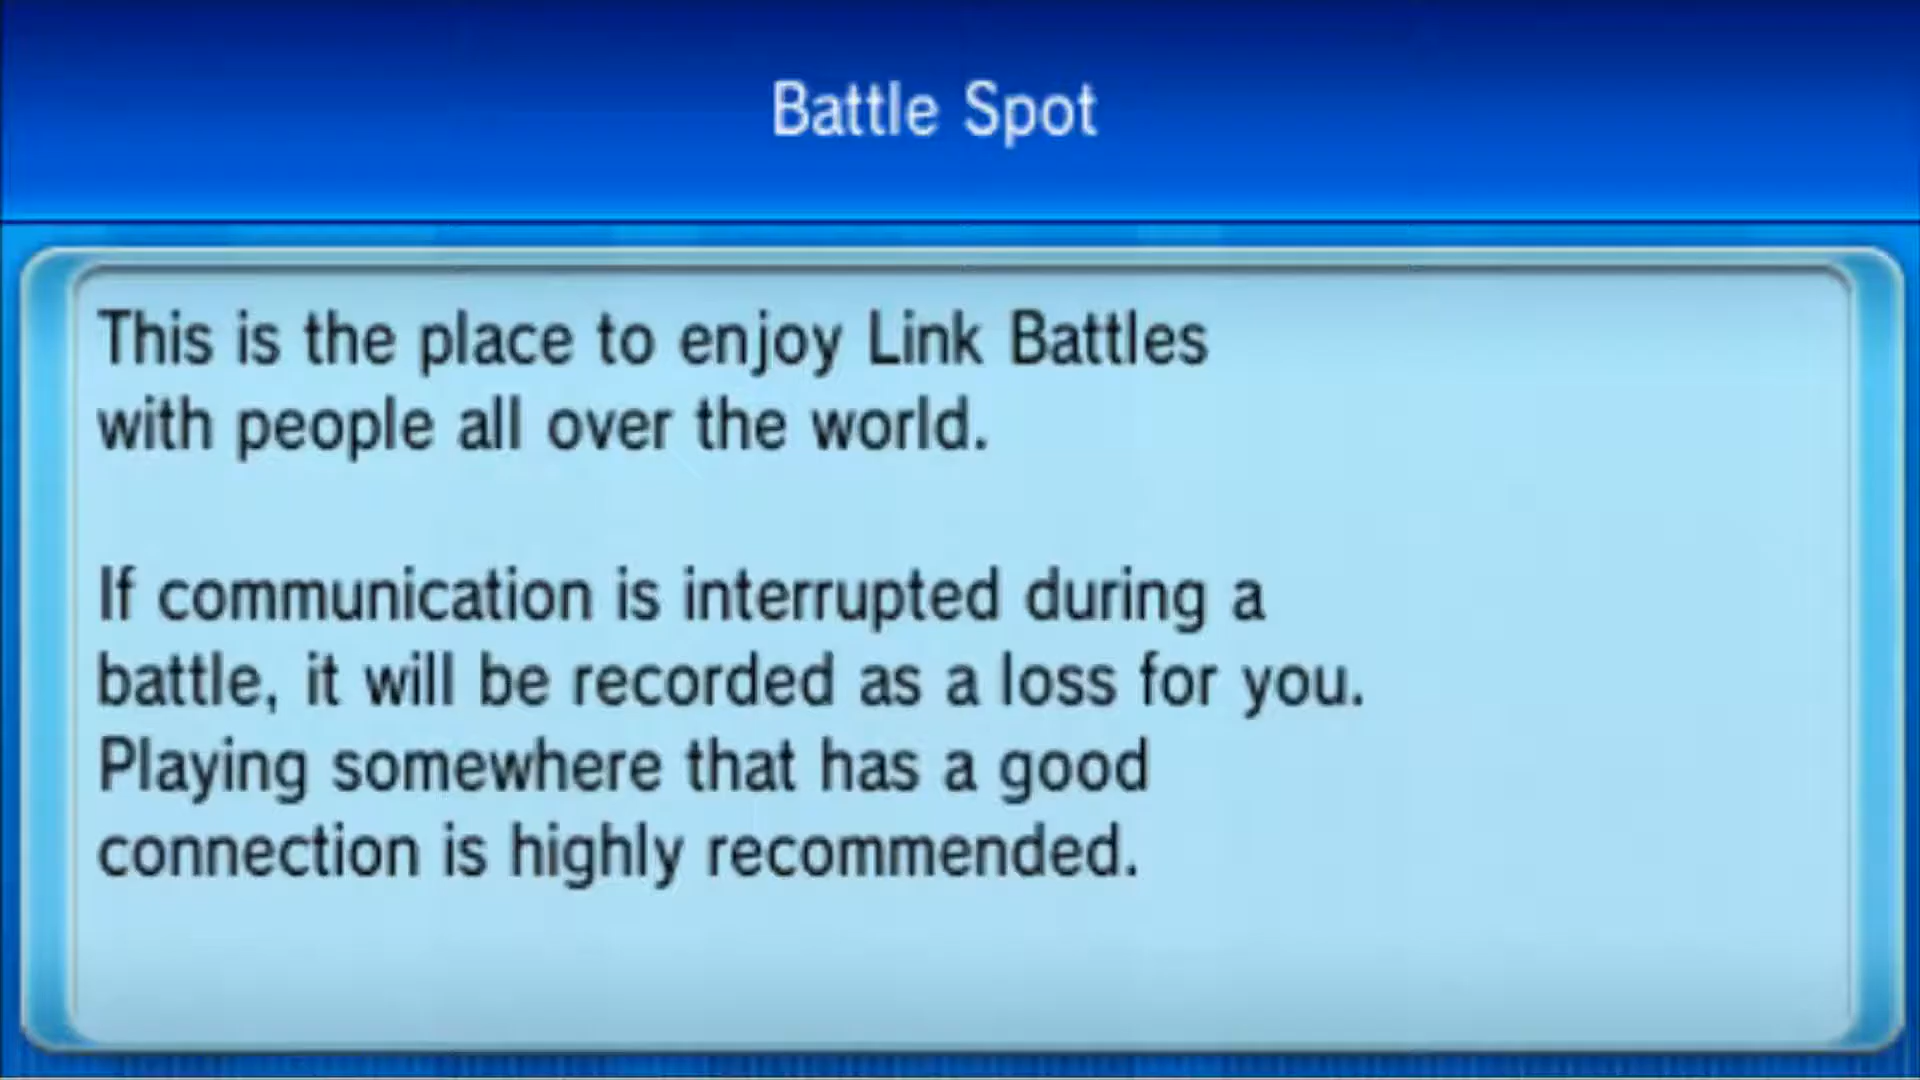 Battle Spot
This is the place to enjoy Link Battles
with people all over the world.
If communication is interrupted during a
battle, it will be recorded as a loss for you.
Playing somewhere that has a good
connection is highly recommended.